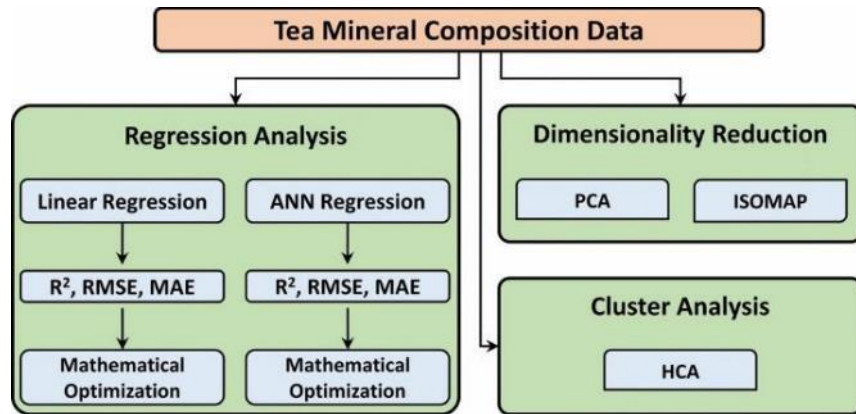 Tea Mineral Composition Data
Regression Analysis
Linear Regression
ANN Regression
R², RMSE, MAE
R², RMSE, MAE
Mathematical
Optimization
Mathematical
Optimization
Dimensionality Reduction
PCA
ISOMAP
Cluster Analysis
HCA